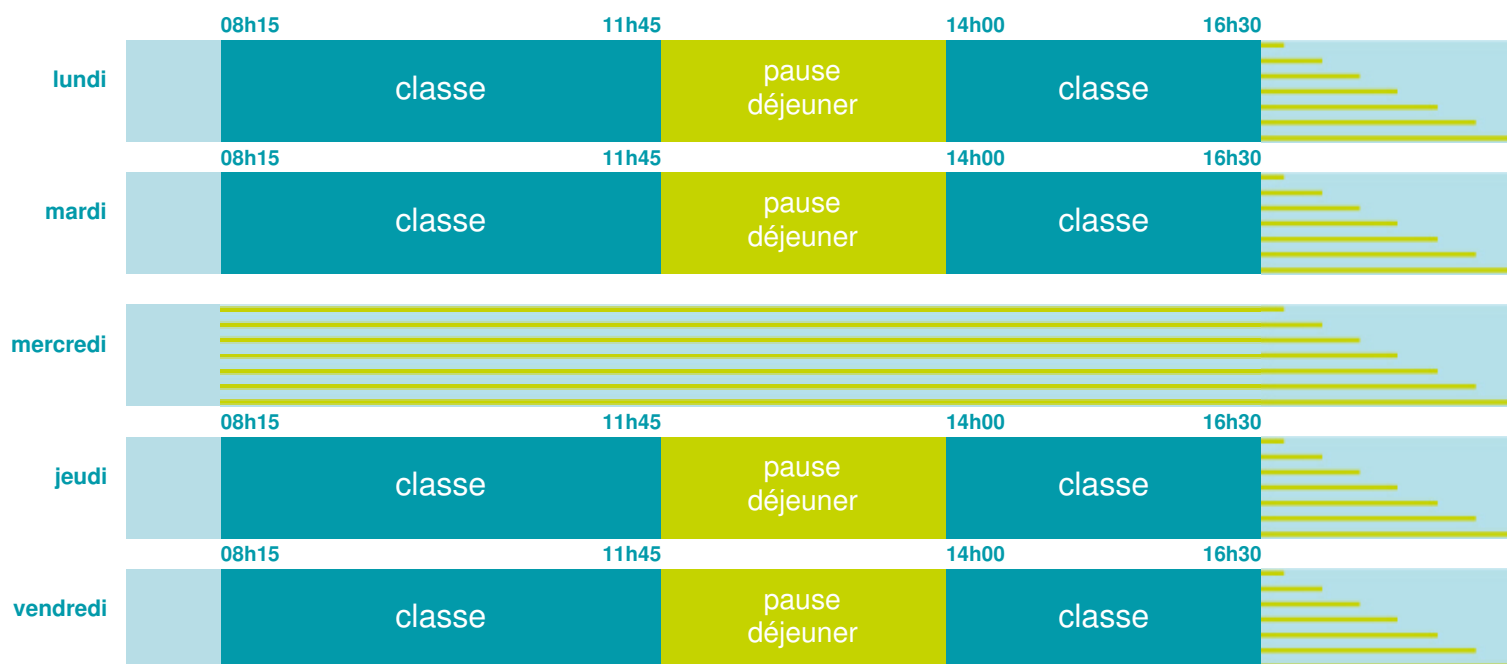 08h15 11h45 14h00 16h30
lundi classe pause déjeuner classe
08h15 11h45 14h00 16h30
mardi classe pause déjeuner classe
mercredi
08h15 11h45 14h00 16h30
jeudi classe pause déjeuner classe
08h15 11h45 14h00 16h30
vendredi classe pause déjeuner classe